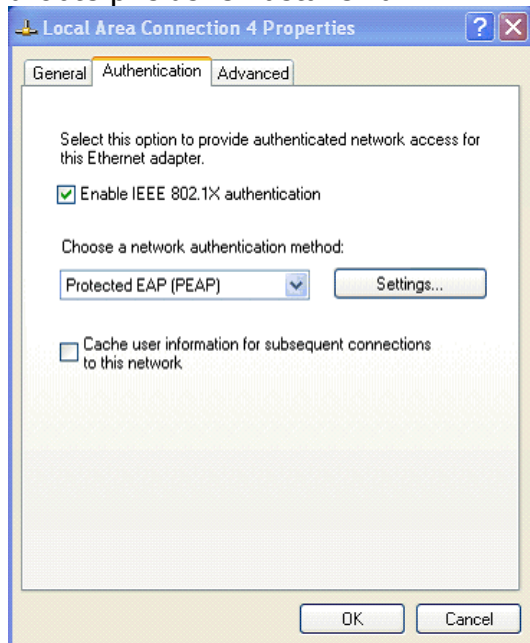 Local Area Connection 4 Properties
General Authentication Advanced
Select this option to provide authenticated network access for
this Ethernet adapter.
Enable IEEE 802.1X authentication
Choose a network authentication method:
Protected EAP (PEAP) Settings...
Cache user information for subsequent connections
to this network
OK Cancel